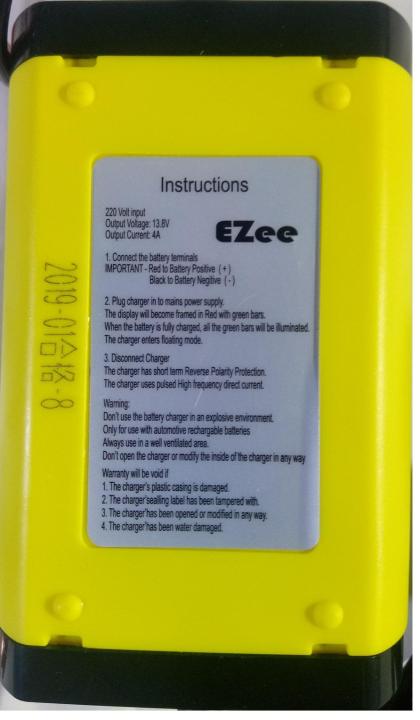 Instructions
220 Volt input
Output Voltage: 13.8V
Output Current: 4A
EZee
1. Connect the battery terminals
IMPORTANT - Red to Battery Positive ( + )
Black to Battery Negitive ( - )
2. Plug charger in to mains power supply.
The display will become framed in Red with green bars.
When the battery is fully charged, all the green bars will be illuminated.
The charger enters floating mode.
3. Disconnect Charger
The charger has short term Reverse Polarity Protection.
The charger uses pulsed High frequency direct current.
Warning:
Don't use the battery charger in an explosive environment.
Only for use with automotive rechargable batteries
Always use in a well ventilated area.
Don't open the charger or modify the inside of the charger in any way
Warranty will be void if
1. The charger's plastic casing is damaged.
2. The charger'sealling label has been tampered with.
3. The charger'has been opened or modified in any way.
4. The charger'has been water damaged.
2019-01合格-8